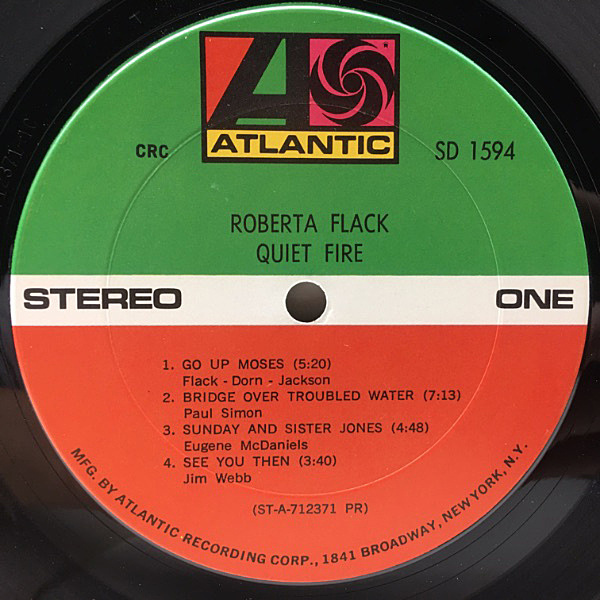 ATLANTIC
CRC
SD 1594
ROBERTA FLACK
QUIET FIRE
STEREO
ONE
1. GO UP MOSES (5:20)
Flack - Dorn - Jackson
2. BRIDGE OVER TROUBLED WATER (7:13)
Paul Simon
3. SUNDAY AND SISTER JONES (4:48)
Eugene McDaniels
4. SEE YOU THEN (3:40)
Jim Webb
(ST-A-712371 PR)
MFG. BY ATLANTIC RECORDING CORP., 1841 BROADWAY, NEW YORK, N.Y.